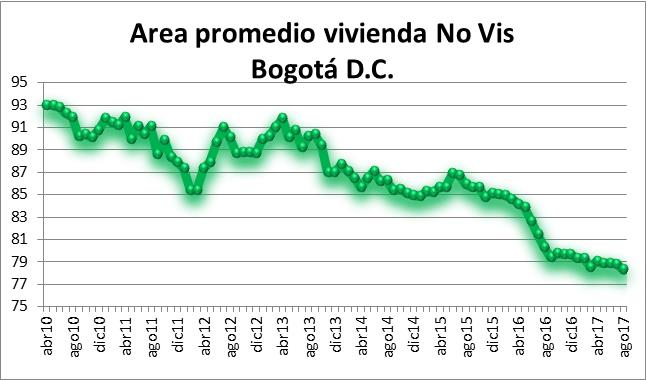 Area promedio vivienda No Vis
Bogotá D.C.
95
93
91
89
87
85
83
81
79
77
75
abr10
ago10
dic10
abr11
ago11
dic11
abr12
ago12
dic12
abr13
ago13
dic13
abr14
ago14
dic14
abr15
ago15
dic15
abr16
ago16
dic16
abr17
ago17